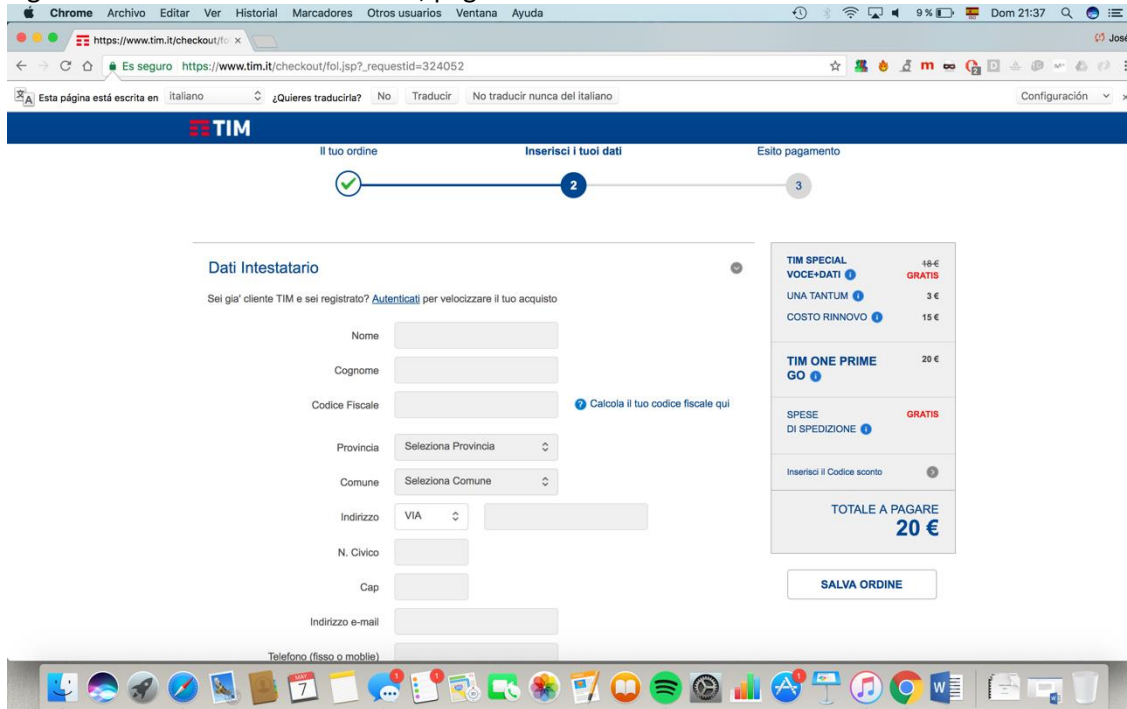 Chrome Archivo Editar Ver Historial Marcadores Otros usuarios Ventana Ayuda 9% Dom 21:37
https://www.tim.it/checkout/fo × José
Es seguro https://www.tim.it/checkout/fol.jsp?_requestid=324052
Esta página está escrita en italiano ¿Quieres traducirla? No Traducir No traducir nunca del italiano Configuración
TIM
Il tuo ordine Inserisci i tuoi dati Esito pagamento
2 3
Dati Intestatario
Sei gia' cliente TIM e sei registrato? Autenticati per velocizzare il tuo acquisto
Nome
Cognome
Codice Fiscale Calcola il tuo codice fiscale qui
Provincia Seleziona Provincia
Comune Seleziona Comune
Indirizzo VIA
N. Civico
Cap
Indirizzo e-mail
Telefono (fisso o moblie)
TIM SPECIAL 18 €
VOCE+DATI GRATIS
UNA TANTUM 3 €
COSTO RINNOVO 15 €
TIM ONE PRIME 20 €
GO
SPESE GRATIS
DI SPEDIZIONE
Inserisci il Codice sconto
TOTALE A PAGARE
20 €
SALVA ORDINE
MAY
7
1
1